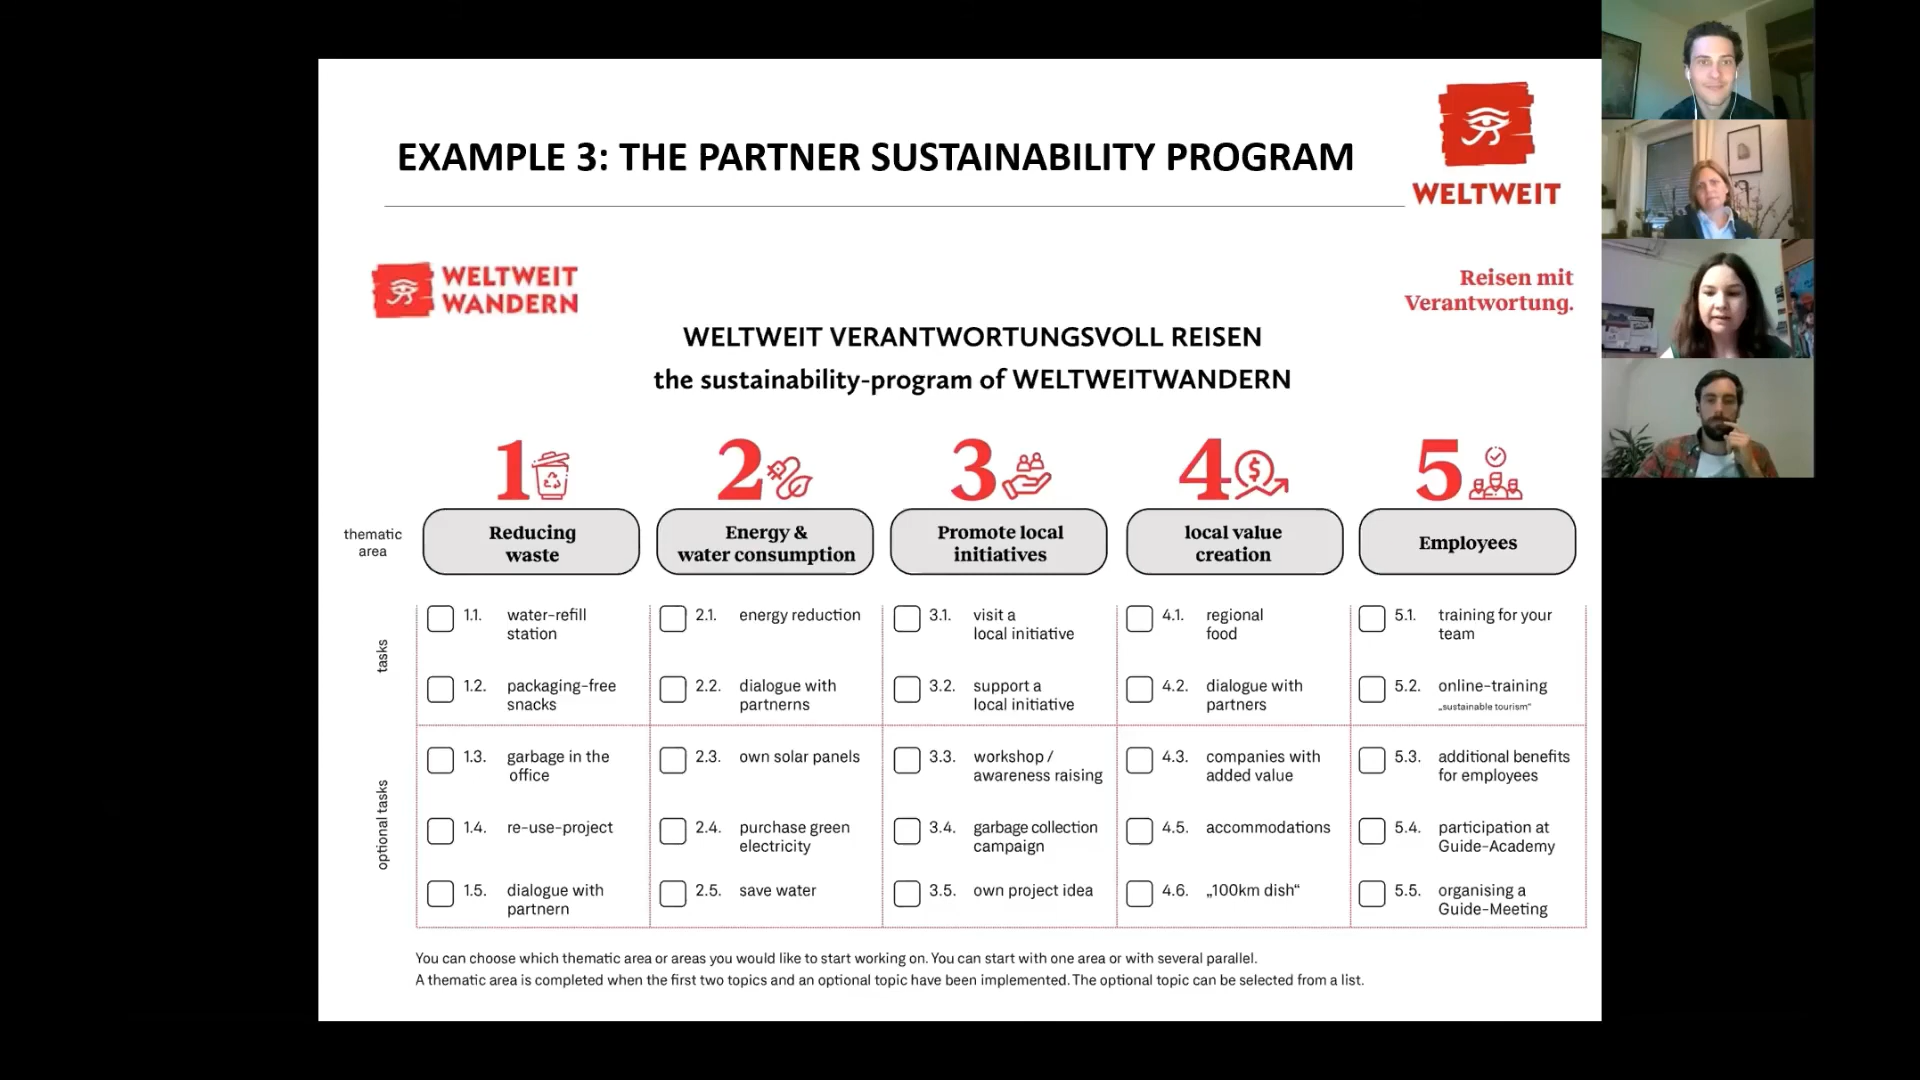 EXAMPLE 3: THE PARTNER SUSTAINABILITY PROGRAM
WELTWEIT
WELTWEIT
WANDERN
Reisen mit
Verantwortung.
WELTWEIT VERANTWORTUNGSVOLL REISEN
the sustainability-program of WELTWEITWANDERN
1
2
3
4
5
thematic
area
Reducing
waste
Energy &
water consumption
Promote local
initiatives
local value
creation
Employees
tasks
1.1. water-refill
station
2.1. energy reduction
3.1. visit a
local initiative
4.1. regional
food
5.1. training for your
team
1.2. packaging-free
snacks
2.2. dialogue with
partnerns
3.2. support a
local initiative
4.2. dialogue with
partners
5.2. online-training
„sustainable tourism“
optional tasks
1.3. garbage in the
office
2.3. own solar panels
3.3. workshop /
awareness raising
4.3. companies with
added value
5.3. additional benefits
for employees
1.4. re-use-project
2.4. purchase green
electricity
3.4. garbage collection
campaign
4.5. accommodations
5.4. participation at
Guide-Academy
1.5. dialogue with
partnern
2.5. save water
3.5. own project idea
4.6. „100km dish“
5.5. organising a
Guide-Meeting
You can choose which thematic area or areas you would like to start working on. You can start with one area or with several parallel.
A thematic area is completed when the first two topics and an optional topic have been implemented. The optional topic can be selected from a list.